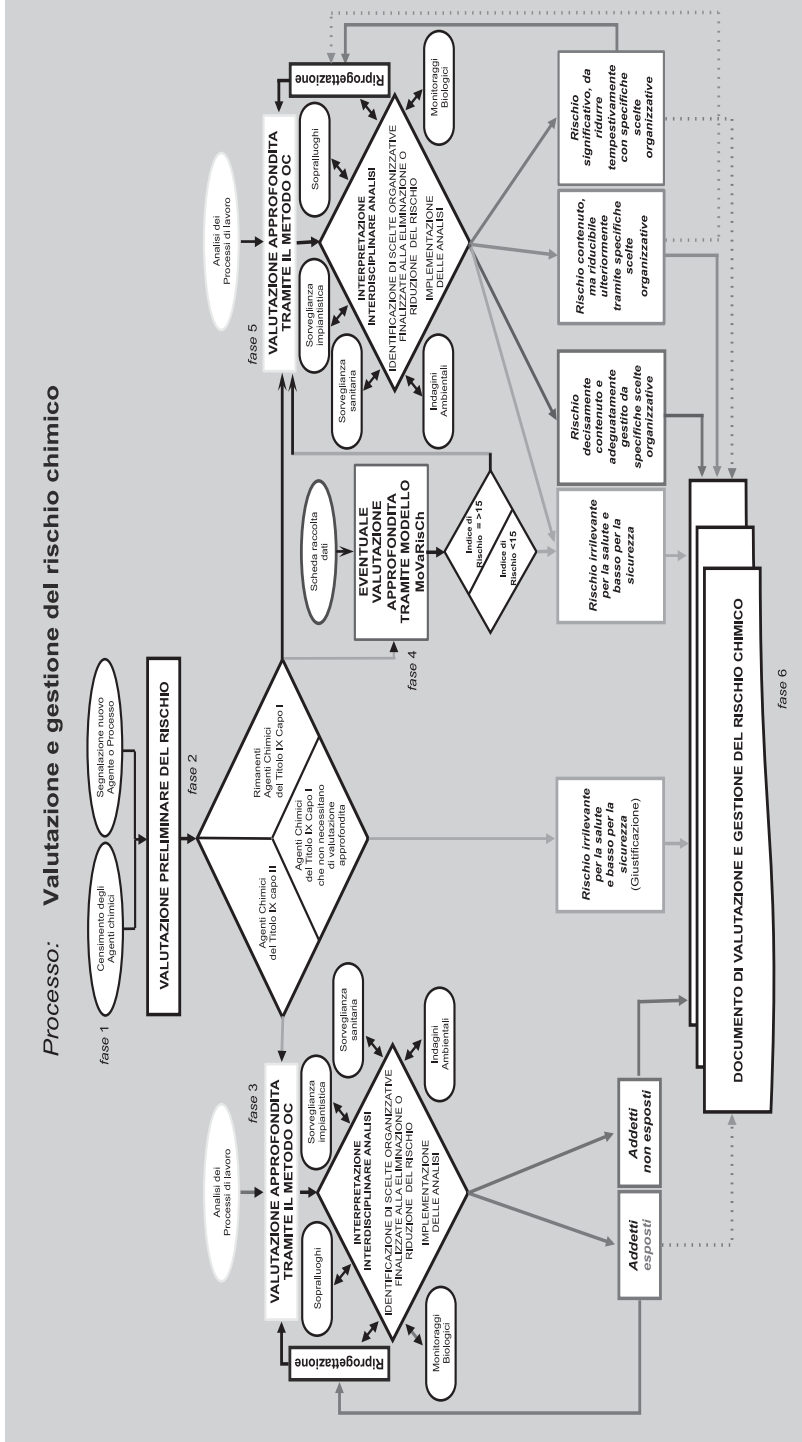 Processo: Valutazione e gestione del rischio chimico
fase 1
Censimento degli
Agenti chimici
Segnalazione nuovo
Agente o Processo
VALUTAZIONE PRELIMINARE DEL RISCHIO
fase 2
Agenti Chimici
del Titolo IX capo II
Agenti Chimici
del Titolo IX Capo I
che non necessitano
di valutazione
approfondita
Rimanenti
Agenti Chimici
del Titolo IX Capo I
Analisi dei
Processi di lavoro
fase 3
VALUTAZIONE APPROFONDITA
TRAMITE IL METODO OC
Riprogettazione
Sopralluoghi
Sorveglianza
impiantistica
Sorveglianza
sanitaria
INTERPRETAZIONE
INTERDISCIPLINARE ANALISI
IDENTIFICAZIONE DI SCELTE ORGANIZZATIVE
FINALIZZATE ALLA ELIMINAZIONE O
RIDUZIONE DEL RISCHIO
IMPLEMENTAZIONE
DELLE ANALISI
Monitoraggi
Biologici
Indagini
Ambientali
Addetti
esposti
Addetti
non esposti
Rischio irrilevante
per la salute
e basso per la
sicurezza
(Giustificazione)
Scheda raccolta
dati
fase 4
EVENTUALE
VALUTAZIONE
APPROFONDITA
TRAMITE MODELLO
MoVaRisCh
Indice di
Rischio = >15
Indice di
Rischio <15
Rischio irrilevante
per la salute e
basso per la
sicurezza
Analisi dei
Processi di lavoro
fase 5
VALUTAZIONE APPROFONDITA
TRAMITE IL METODO OC
Riprogettazione
Sorveglianza
impiantistica
Sopralluoghi
Sorveglianza
sanitaria
INTERPRETAZIONE
INTERDISCIPLINARE ANALISI
IDENTIFICAZIONE DI SCELTE ORGANIZZATIVE
FINALIZZATE ALLA ELIMINAZIONE O
RIDUZIONE DEL RISCHIO
IMPLEMENTAZIONE
DELLE ANALISI
Indagini
Ambientali
Monitoraggi
Biologici
Rischio
decisamente
contenuto e
adeguatamente
gestito da
specifiche scelte
organizzative
Rischio contenuto,
ma riducibile
ulteriormente
tramite specifiche
scelte
organizzative
Rischio
significativo, da
ridurre
tempestivamente
con specifiche
scelte
organizzative
DOCUMENTO DI VALUTAZIONE E GESTIONE DEL RISCHIO CHIMICO
fase 6